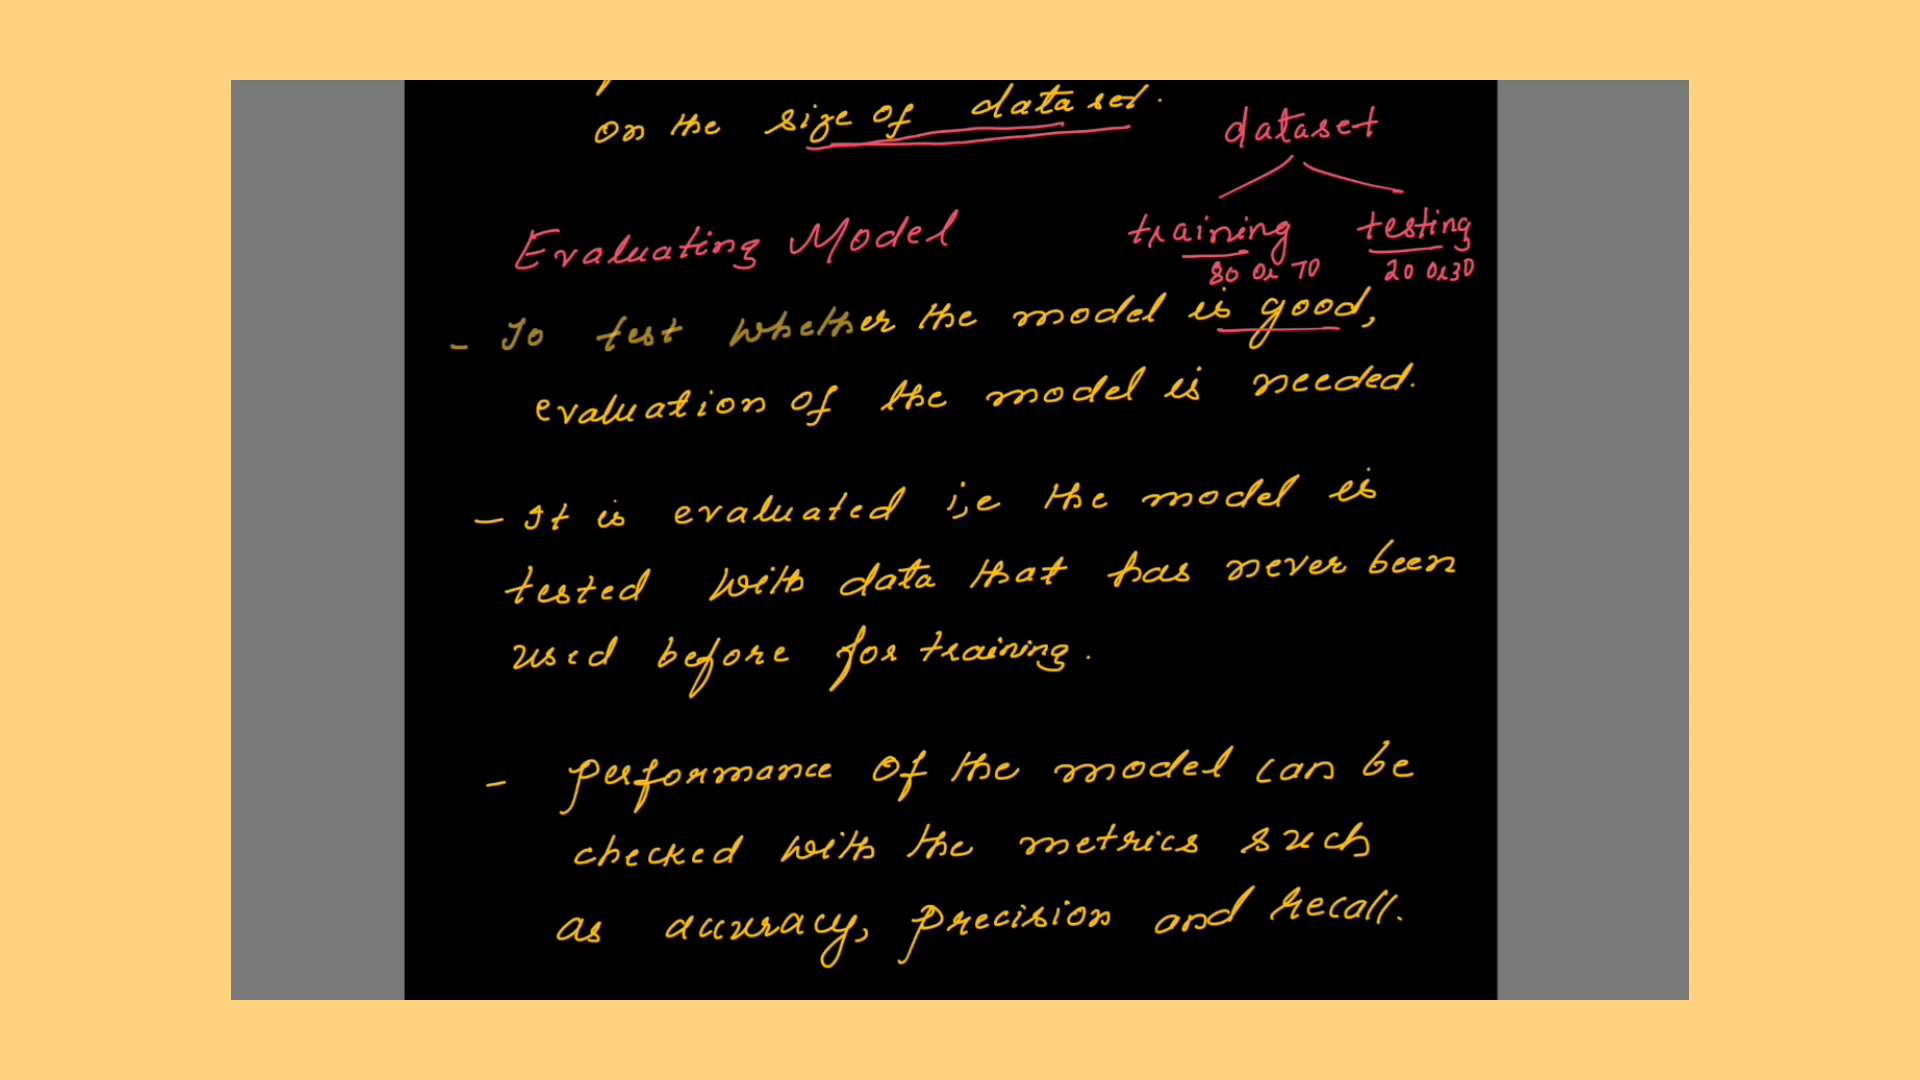 on the size of dataset.
dataset
training testing
80 or 70 20 or 30
Evaluating Model
- To test whether the model is good,
evaluation of the model is needed.
- It is evaluated i,e the model is
tested with data that has never been
used before for training.
- performance of the model can be
checked with the metrics such
as accuracy, precision and recall.